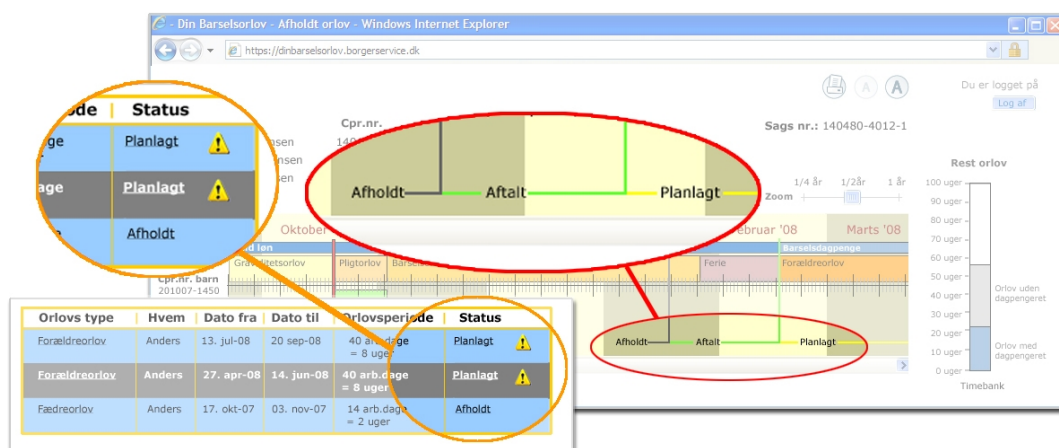 - Din Barselsorlov - Afholdt orlov - Windows Internet Explorer
https://dinbarselsorlov.borgerservice.dk
Du er logget på
Log af
A A
Cpr.nr.
Sags nr.: 140480-4012-1
Status
Planlagt
Planlagt
Afholdt
Afholdt Aftalt Planlagt
Rest orlov
1/4 år 1/2år 1 år
Zoom
100 uger
90 uger
80 uger
70 uger
60 uger
50 uger
40 uger
30 uger
20 uger
10 uger
0 uger
Orlov uden
dagpengeret
Orlov med
dagpengeret
Timebank
Oktober '08 Marts '08
løn Barselsdagpenge
Pligtorlov Ferie Forældreorlov
Cpr.nr. barn
201007-1450
Afholdt Aftalt Planlagt
Orlovs type Hvem Dato fra Dato til Orlovsperiode Status
Forældreorlov Anders 13. jul-08 20 sep-08 40 arb.dage Planlagt
= 8 uger
Forældreorlov Anders 27. apr-08 14. jun-08 40 arb.dage Planlagt
= 8 uger
Fædreorlov Anders 17. okt-07 03. nov-07 14 arb.dage Afholdt
= 2 uger